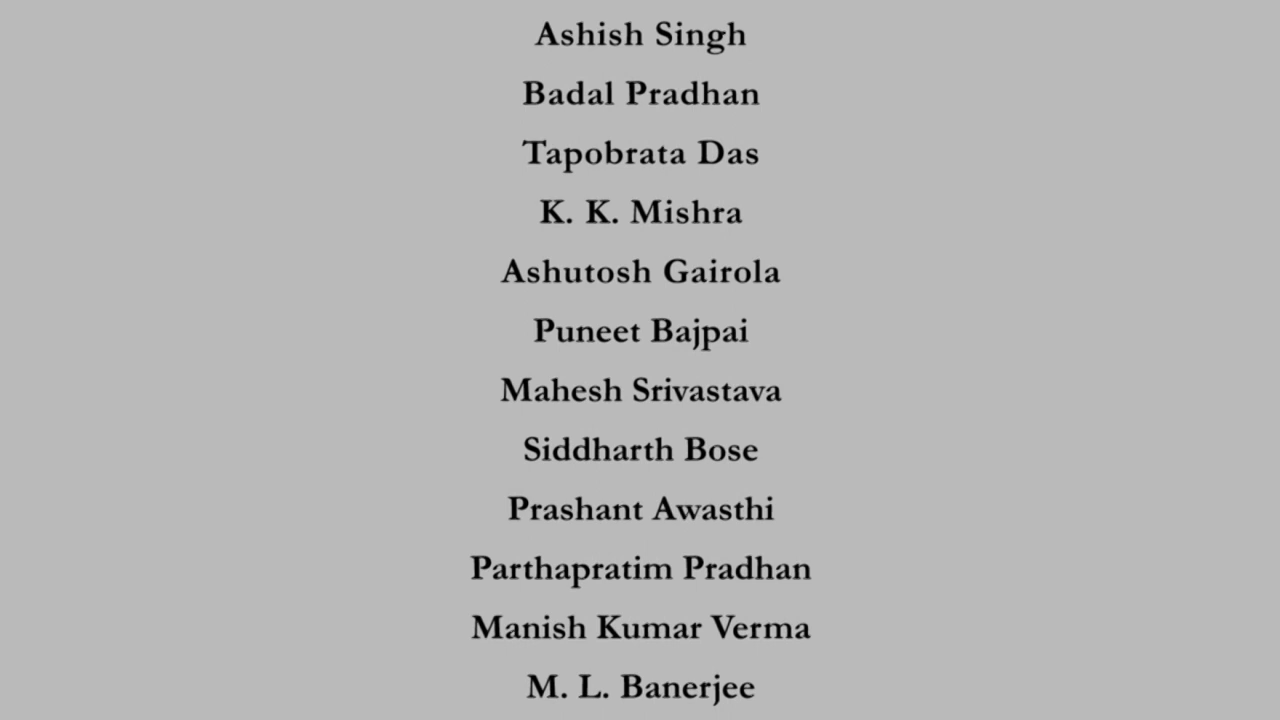 Ashish Singh
Badal Pradhan
Tapobrata Das
K. K. Mishra
Ashutosh Gairola
Puneet Bajpai
Mahesh Srivastava
Siddharth Bose
Prashant Awasthi
Parthapratim Pradhan
Manish Kumar Verma
M. L. Banerjee